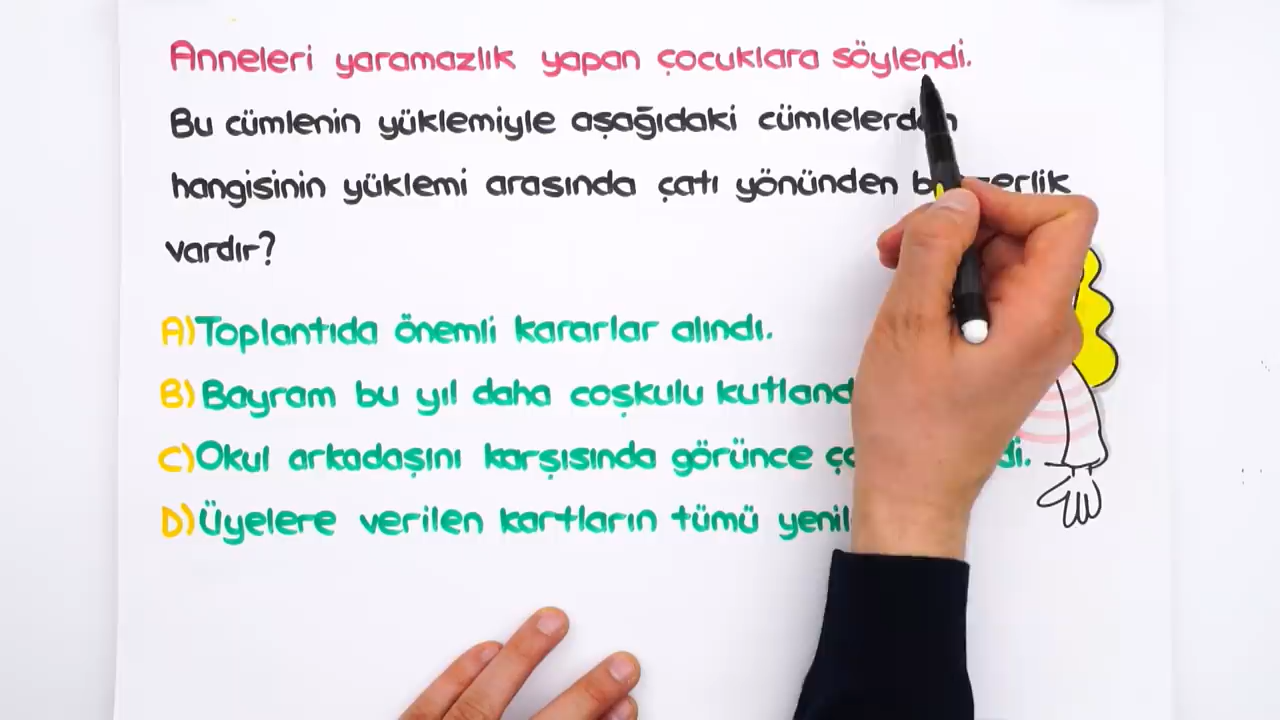 Anneleri yaramazlık yapan çocuklara söylendi.
Bu cümlenin yüklemiyle aşağıdaki cümlelerden
hangisinin yüklemi arasında çatı yönünden
vardır?
A) Toplantıda önemli kararlar alındı.
B) Bayram bu yıl daha coşkulu
C) Okul arkadaşını karşısında görünce
D) Üyelere verilen kartların tümü